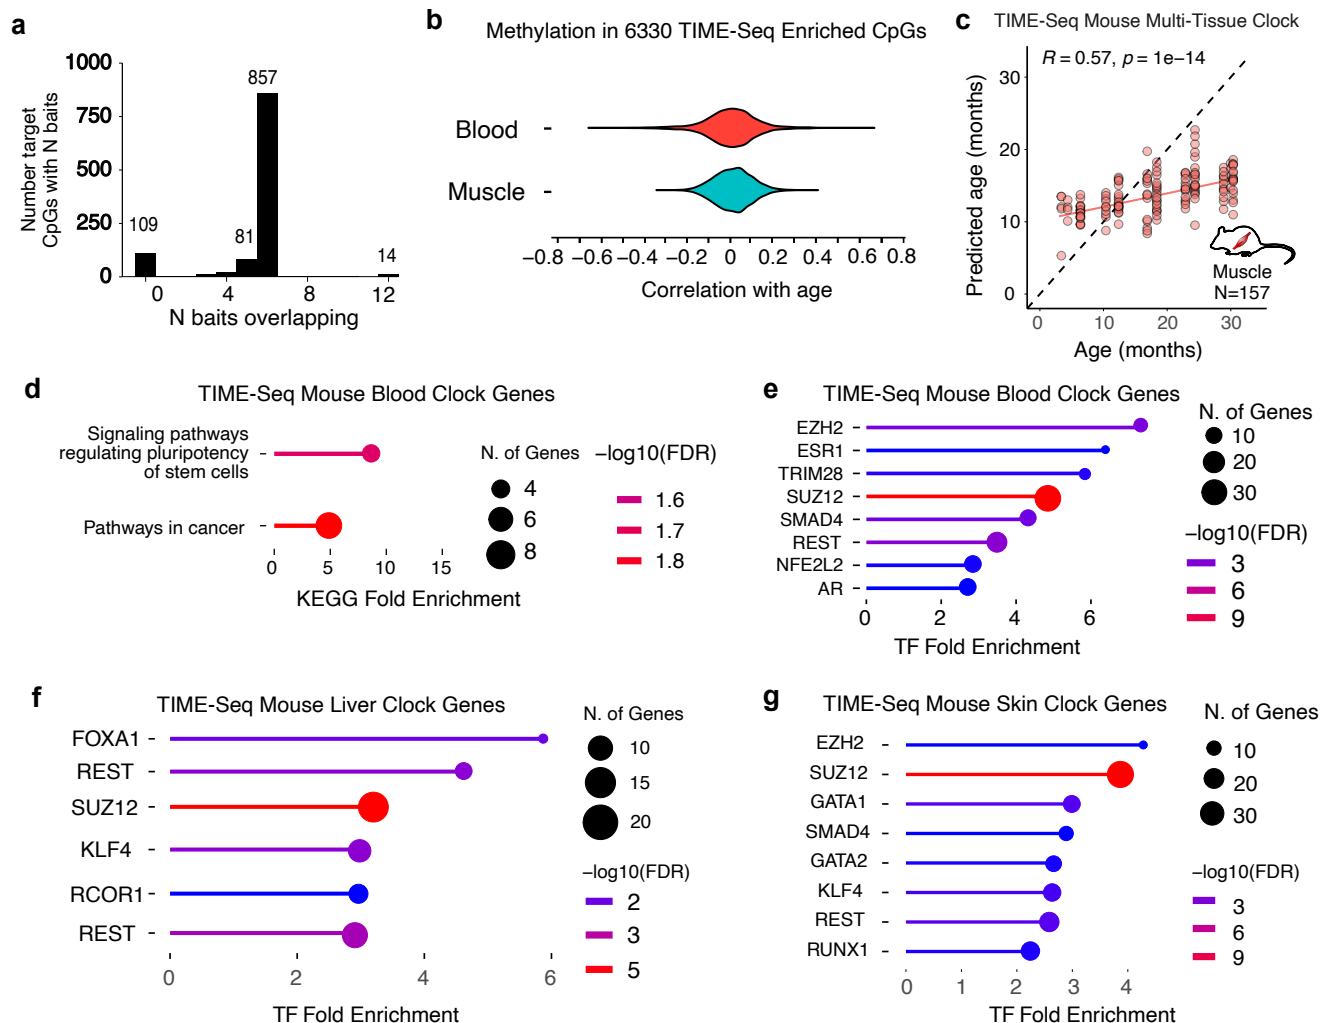 a
Number target
CpGs with N baits
1000
750
500
250
0
109
81
857
14
0
4
8
12
N baits overlapping
b
Methylation in 6330 TIME-Seq Enriched CpGs
Blood
Muscle
−0.8
−0.6
−0.4
−0.2
0
0.2
0.4
0.6
0.8
Correlation with age
c
TIME-Seq Mouse Multi-Tissue Clock
R = 0.57, p = 1e−14
Predicted age (months)
30
20
10
0
Muscle
N=157
0
10
20
30
Age (months)
d
TIME-Seq Mouse Blood Clock Genes
Signaling pathways
regulating pluripotency
of stem cells
Pathways in cancer
0
5
10
15
KEGG Fold Enrichment
N. of Genes
4
6
8
−log10(FDR)
1.6
1.7
1.8
e
TIME-Seq Mouse Blood Clock Genes
EZH2
ESR1
TRIM28
SUZ12
SMAD4
REST
NFE2L2
AR
0
2
4
6
TF Fold Enrichment
N. of Genes
10
20
30
−log10(FDR)
3
6
9
f
TIME-Seq Mouse Liver Clock Genes
FOXA1
REST
SUZ12
KLF4
RCOR1
REST
0
2
4
6
TF Fold Enrichment
N. of Genes
10
15
20
−log10(FDR)
2
3
5
g
TIME-Seq Mouse Skin Clock Genes
EZH2
SUZ12
GATA1
SMAD4
GATA2
KLF4
REST
RUNX1
0
1
2
3
4
TF Fold Enrichment
N. of Genes
10
20
30
−log10(FDR)
3
6
9